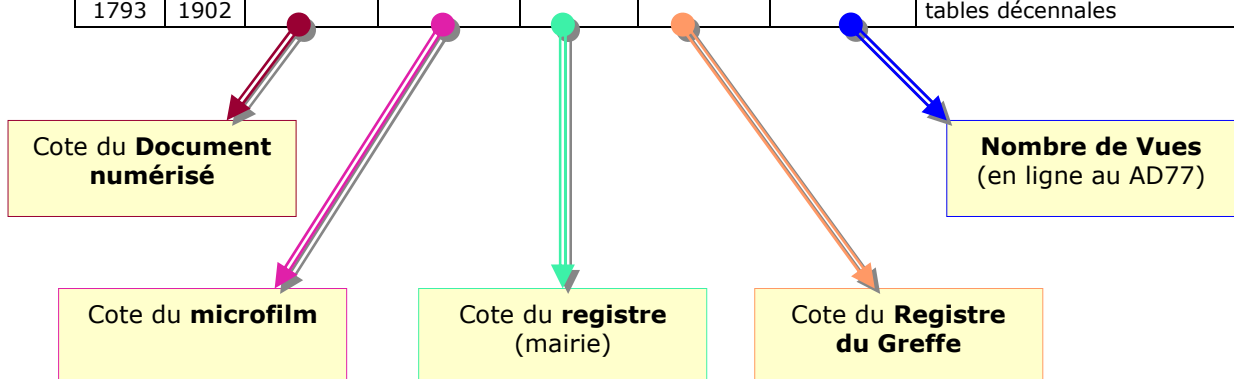 1793 1902 tables décennales
Cote du Document
numérisé
Nombre de Vues
(en ligne au AD77)
Cote du microfilm
Cote du registre
(mairie)
Cote du Registre
du Greffe